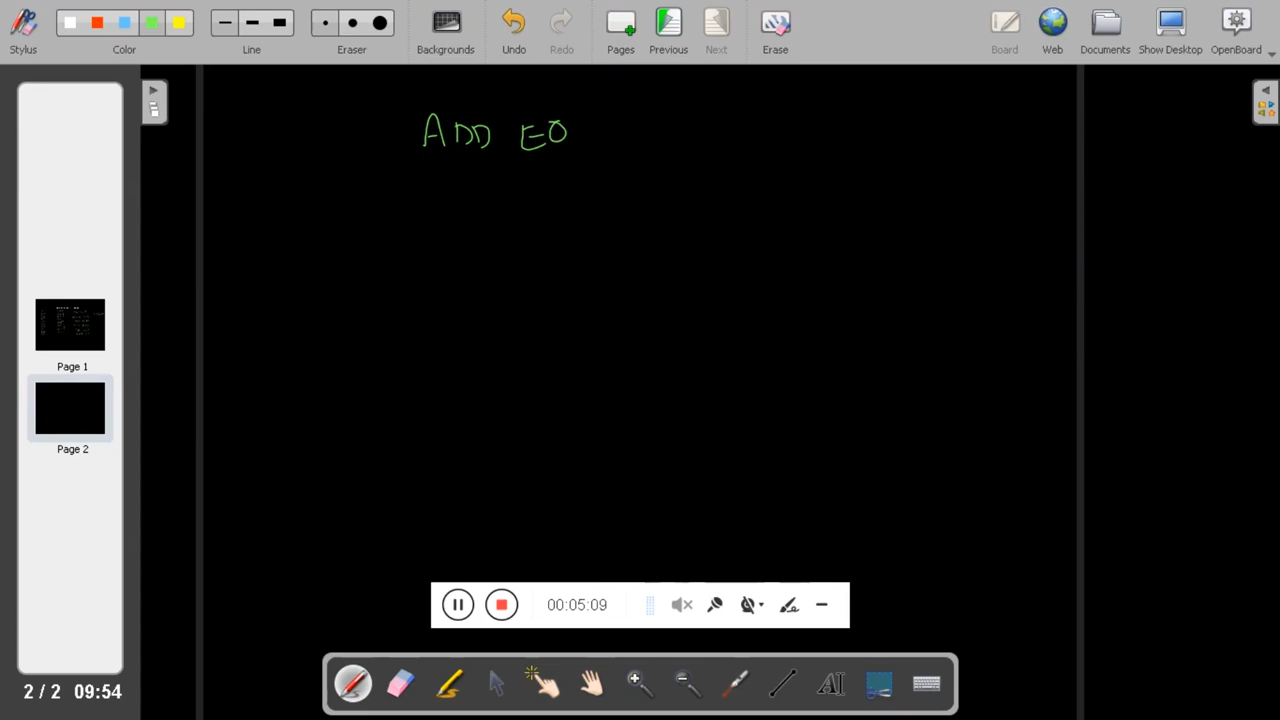 Stylus
Color
Line
Eraser
Backgrounds
Undo
Redo
Pages
Previous
Next
Erase
Board
Web
Documents
Show Desktop
OpenBoard
ADD EO
Page 1
Page 2
00:05:09
2 / 2 09:54
AI